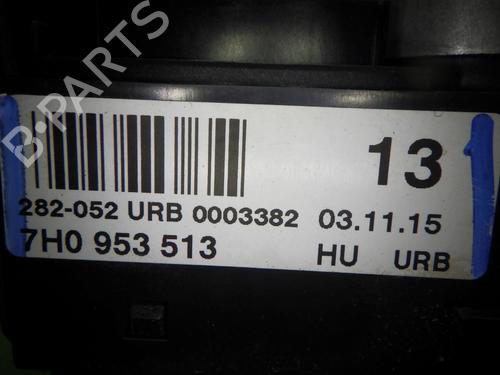 B-PARTS
13
282-052 URB 0003382 03.11.15
7H0 953 513 HU URB